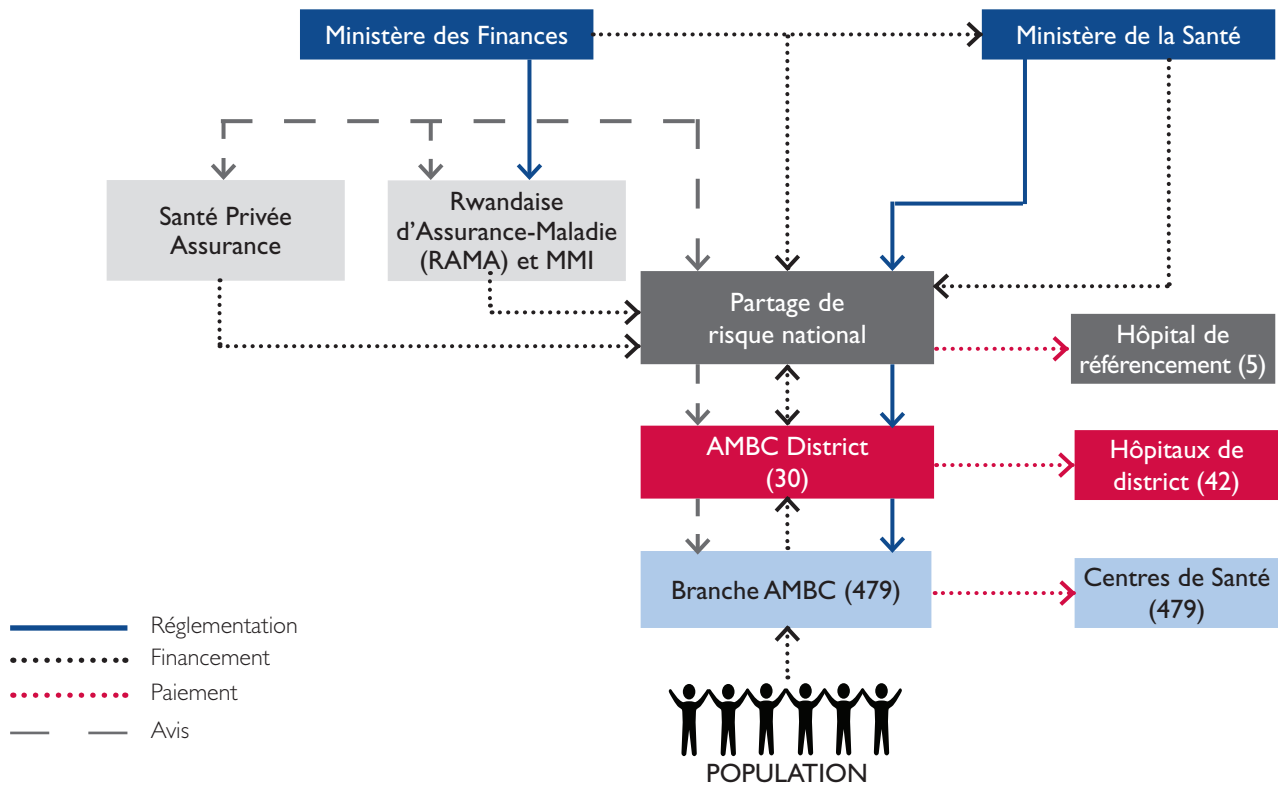 Ministère des Finances
Ministère de la Santé
Santé Privée
Assurance
Rwandaise
d'Assurance-Maladie
(RAMA) et MMI
Partage de
risque national
Hôpital de
référencement (5)
AMBC District
(30)
Hôpitaux de
district (42)
Branche AMBC (479)
Centres de Santé
(479)
Réglementation
Financement
Paiement
Avis
POPULATION